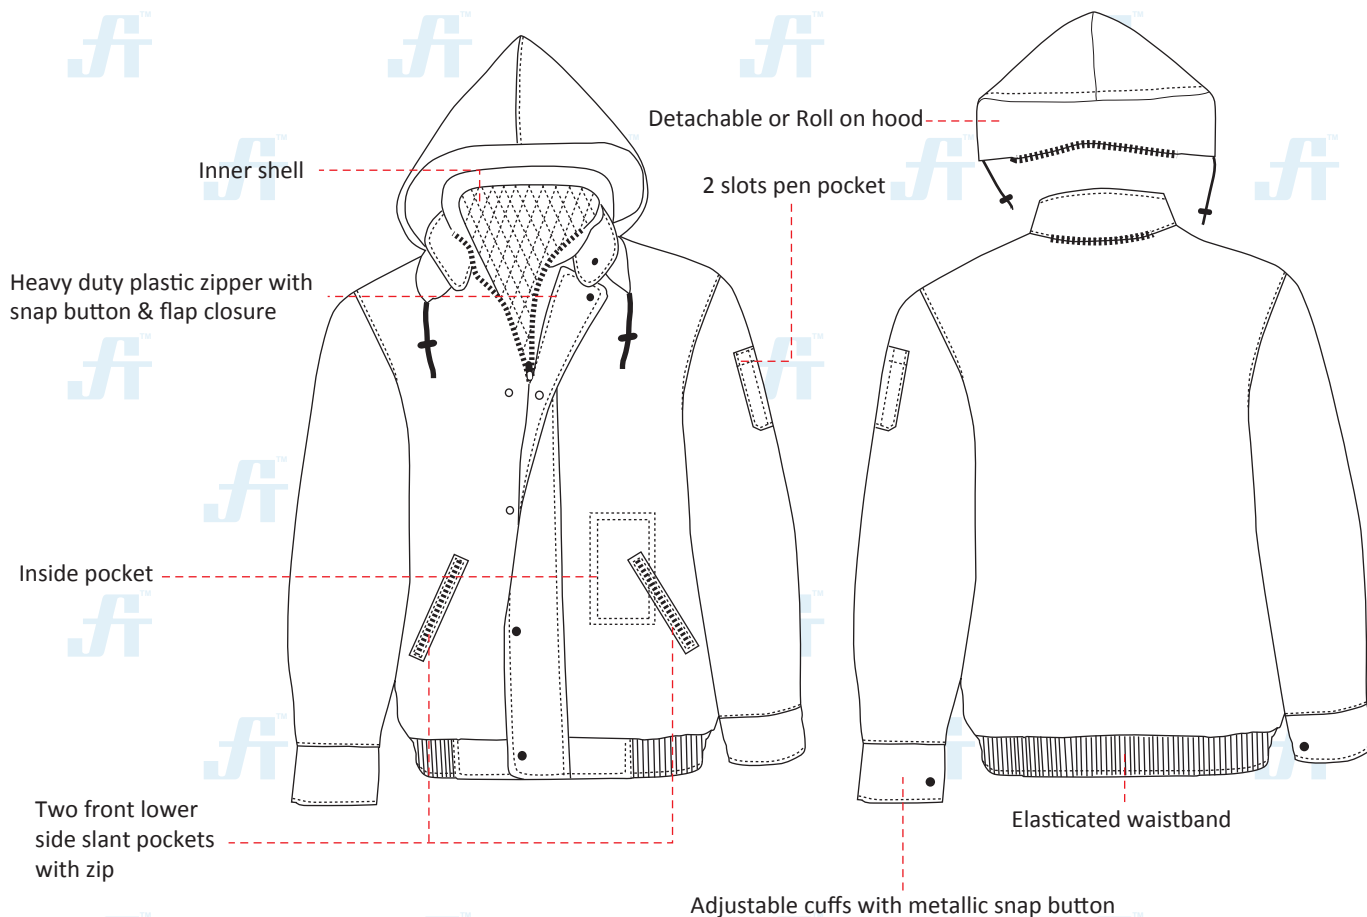 Detachable or Roll on hood
Inner shell
2 slots pen pocket
Heavy duty plastic zipper with
snap button & flap closure
Inside pocket
Two front lower
side slant pockets
with zip
Elasticated waistband
Adjustable cuffs with metallic snap button